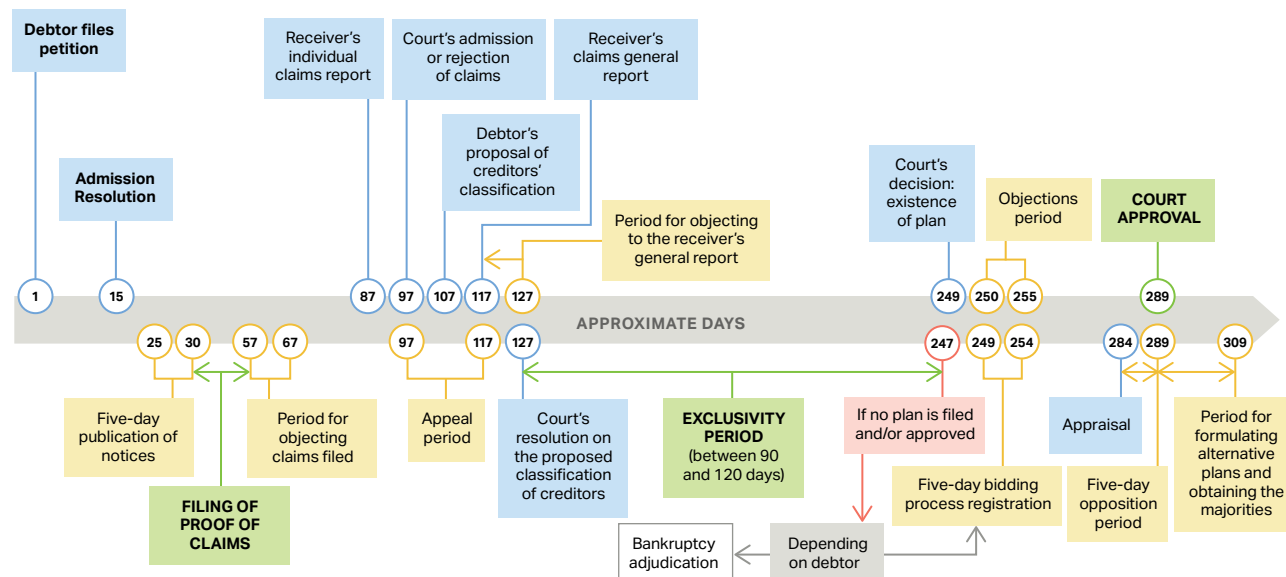 Debtor files
petition
Receiver's
individual
claims report
Court's admission
or rejection
of claims
Receiver's
claims general
report
Debtor's
proposal of
creditors'
classification
Admission
Resolution
Period for objecting
to the receiver's
general report
Court's
decision:
existence
of plan
Objections
period
COURT
APPROVAL
1
15
87
97
107
117
127
249
250
255
289
APPROXIMATE DAYS
25
30
57
67
97
117
127
247
249
254
284
289
309
Five-day
publication of
notices
Period for
objecting
claims filed
Appeal
period
Court's
resolution on
the proposed
classification
of creditors
EXCLUSIVITY
PERIOD
(between 90
and 120 days)
If no plan is filed
and/or approved
Appraisal
Period for
formulating
alternative
plans and
obtaining the
majorities
FILING OF
PROOF OF
CLAIMS
Five-day bidding
process registration
Five-day
opposition
period
Bankruptcy
adjudication
Depending
on debtor